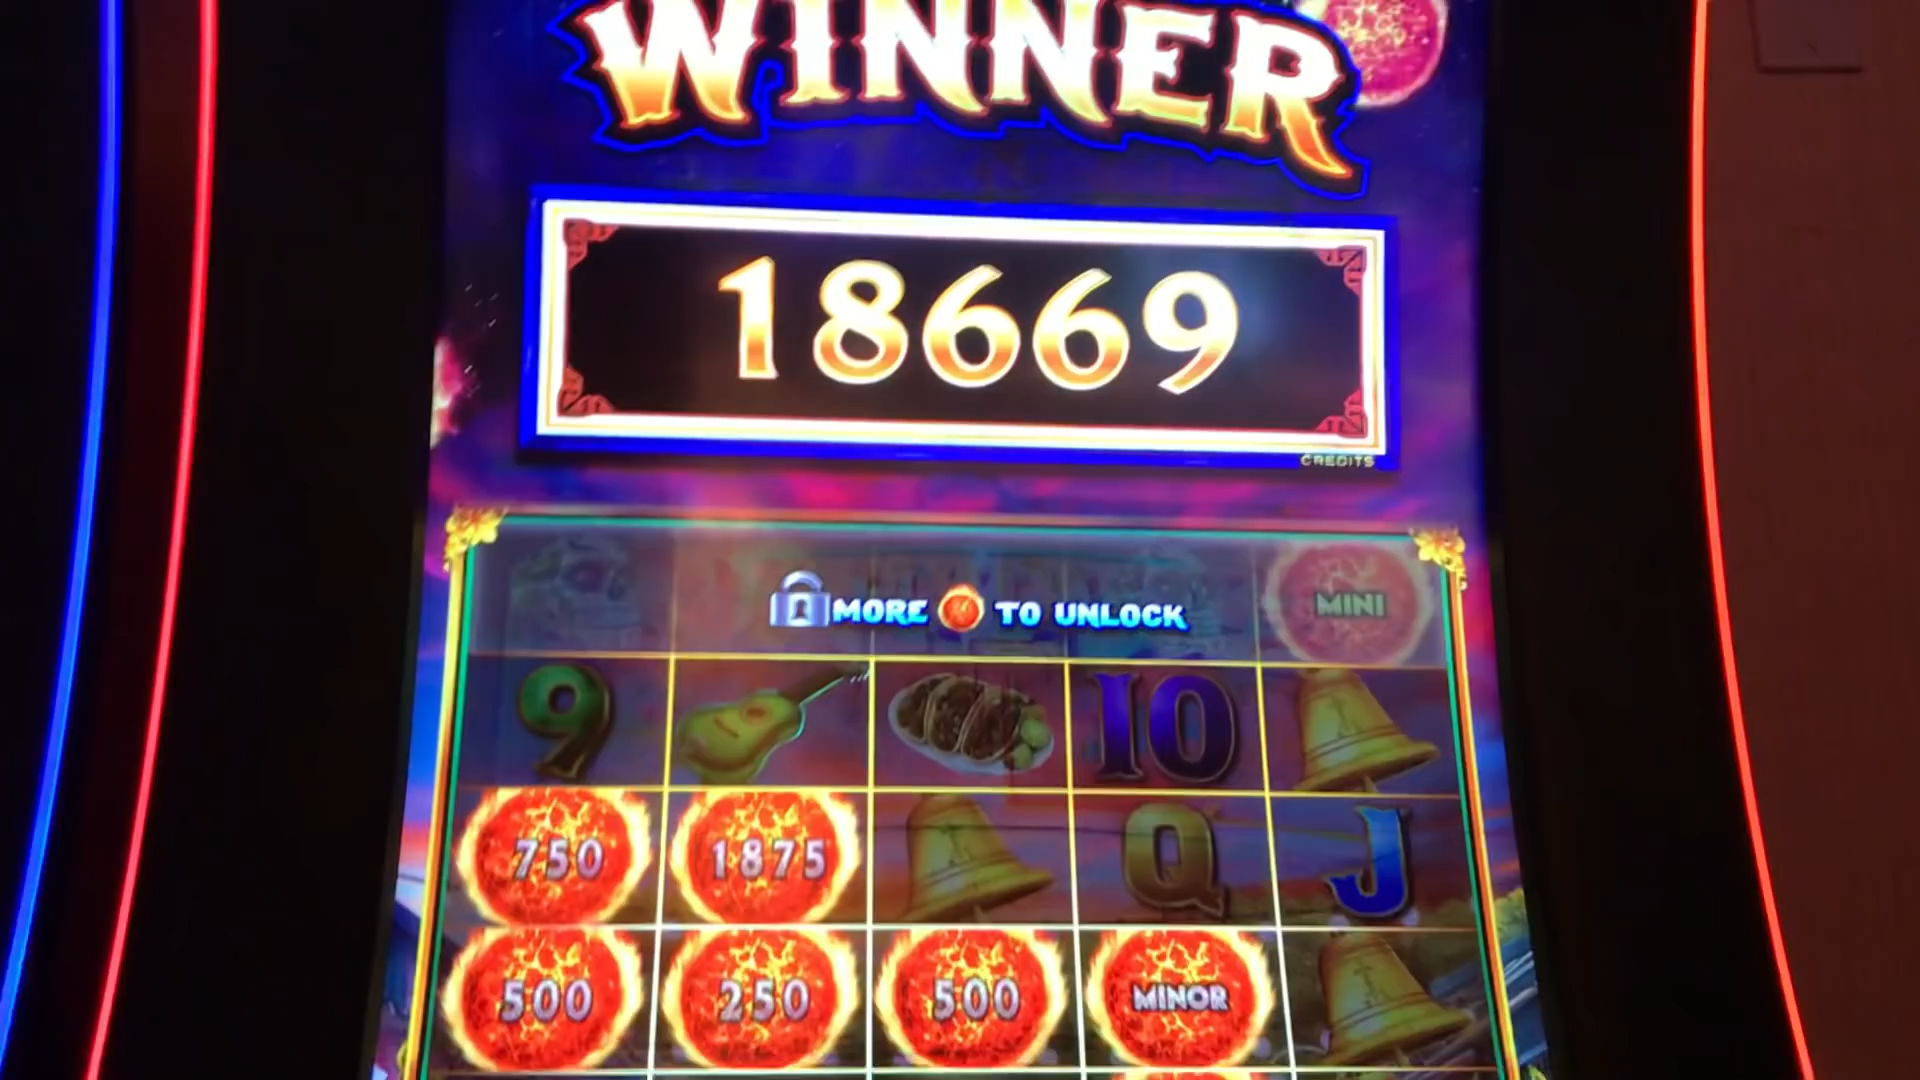 WINNER
18669
CREDITS
MORE TO UNLOCK
MINI
9 10
750 1875 Q J
500 250 500 MINOR